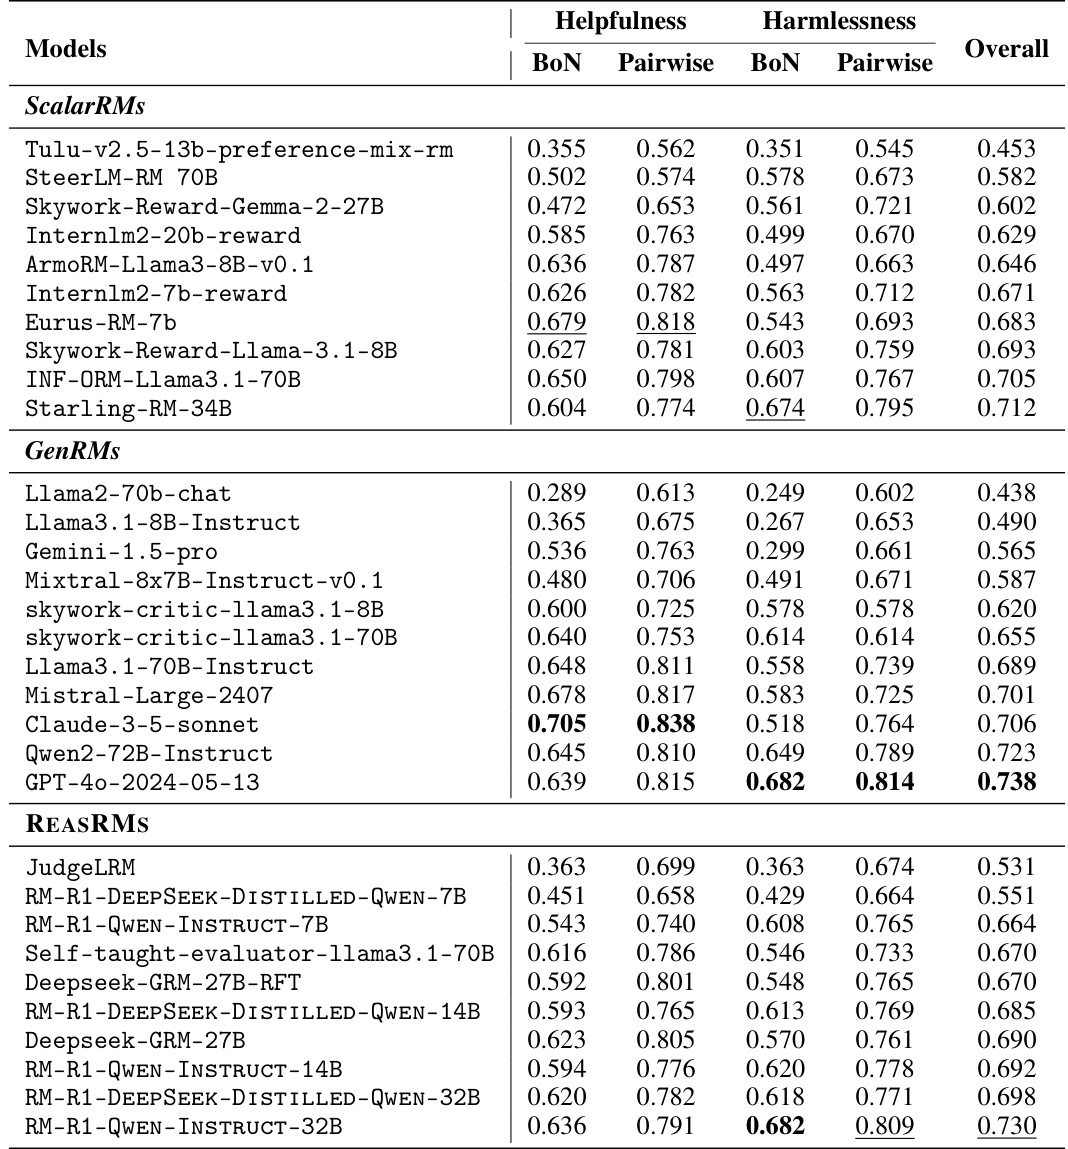 Models Helpfulness Harmlessness Overall
BoN Pairwise BoN Pairwise
ScalarRMs
Tulu-v2.5-13b-preference-mix-rm 0.355 0.562 0.351 0.545 0.453
SteerLM-RM 70B 0.502 0.574 0.578 0.673 0.582
Skywork-Reward-Gemma-2-27B 0.472 0.653 0.561 0.721 0.602
Internlm2-20b-reward 0.585 0.763 0.499 0.670 0.629
ArmoRM-Llama3-8B-v0.1 0.636 0.787 0.497 0.663 0.646
Internlm2-7b-reward 0.626 0.782 0.563 0.712 0.671
Eurus-RM-7b 0.679 0.818 0.543 0.693 0.683
Skywork-Reward-Llama-3.1-8B 0.627 0.781 0.603 0.759 0.693
INF-ORM-Llama3.1-70B 0.650 0.798 0.607 0.767 0.705
Starling-RM-34B 0.604 0.774 0.674 0.795 0.712
GenRMs
Llama2-70b-chat 0.289 0.613 0.249 0.602 0.438
Llama3.1-8B-Instruct 0.365 0.675 0.267 0.653 0.490
Gemini-1.5-pro 0.536 0.763 0.299 0.661 0.565
Mixtral-8x7B-Instruct-v0.1 0.480 0.706 0.491 0.671 0.587
skywork-critic-llama3.1-8B 0.600 0.725 0.578 0.578 0.620
skywork-critic-llama3.1-70B 0.640 0.753 0.614 0.614 0.655
Llama3.1-70B-Instruct 0.648 0.811 0.558 0.739 0.689
Mistral-Large-2407 0.678 0.817 0.583 0.725 0.701
Claude-3-5-sonnet 0.705 0.838 0.518 0.764 0.706
Qwen2-72B-Instruct 0.645 0.810 0.649 0.789 0.723
GPT-4o-2024-05-13 0.639 0.815 0.682 0.814 0.738
REASRMS
JudgeLRM 0.363 0.699 0.363 0.674 0.531
RM-R1-DEEPSEEK-DISTILLED-QWEN-7B 0.451 0.658 0.429 0.664 0.551
RM-R1-QWEN-INSTRUCT-7B 0.543 0.740 0.608 0.765 0.664
Self-taught-evaluator-llama3.1-70B 0.616 0.786 0.546 0.733 0.670
Deepseek-GRM-27B-RFT 0.592 0.801 0.548 0.765 0.670
RM-R1-DEEPSEEK-DISTILLED-QWEN-14B 0.593 0.765 0.613 0.769 0.685
Deepseek-GRM-27B 0.623 0.805 0.570 0.761 0.690
RM-R1-QWEN-INSTRUCT-14B 0.594 0.776 0.620 0.778 0.692
RM-R1-DEEPSEEK-DISTILLED-QWEN-32B 0.620 0.782 0.618 0.771 0.698
RM-R1-QWEN-INSTRUCT-32B 0.636 0.791 0.682 0.809 0.730